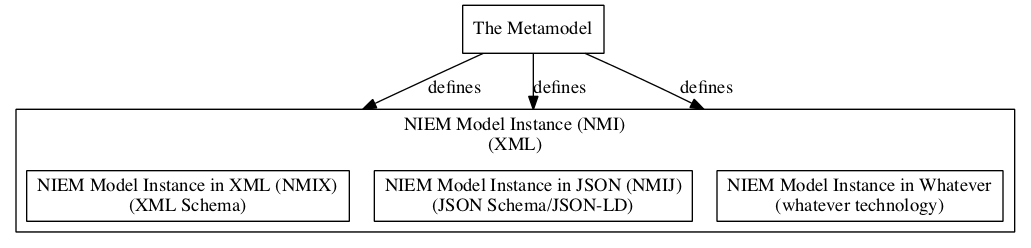 The Metamodel
defines
defines
defines
NIEM Model Instance (NMI)
(XML)
NIEM Model Instance in XML (NMIX)
(XML Schema)
NIEM Model Instance in JSON (NMIJ)
(JSON Schema/JSON-LD)
NIEM Model Instance in Whatever
(whatever technology)